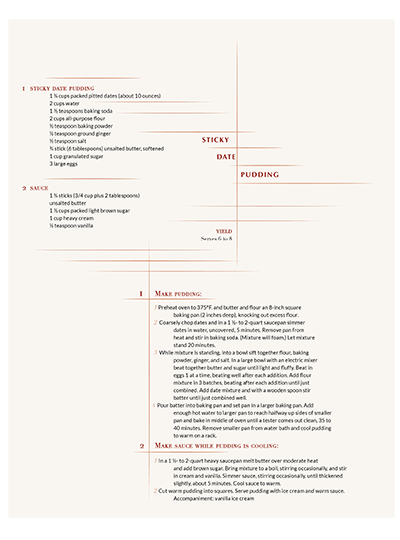 1 STICKY DATE PUDDING
1 ¾ cups packed pitted dates (about 10 ounces)
2 cups water
1 ½ teaspoons baking soda
2 cups all-purpose flour
½ teaspoon baking powder
½ teaspoon ground ginger
½ teaspoon salt
¾ stick (6 tablespoons) unsalted butter, softened
1 cup granulated sugar
3 large eggs
STICKY
DATE
PUDDING
2 SAUCE
1 ¾ sticks (3/4 cup plus 2 tablespoons)
unsalted butter
1 ⅓ cups packed light brown sugar
1 cup heavy cream
½ teaspoon vanilla
YIELD
Serves 6 to 8
1 MAKE PUDDING:
1 Preheat oven to 375°F. and butter and flour an 8-inch square
baking pan (2 inches deep), knocking out excess flour.
2 Coarsely chop dates and in a 1 ½- to 2-quart saucepan simmer
dates in water, uncovered, 5 minutes. Remove pan from
heat and stir in baking soda. (Mixture will foam.) Let mixture
stand 20 minutes.
3 While mixture is standing, into a bowl sift together flour, baking
powder, ginger, and salt. In a large bowl with an electric mixer
beat together butter and sugar until light and fluffy. Beat in
eggs 1 at a time, beating well after each addition. Add flour
mixture in 3 batches, beating after each addition until just
combined. Add date mixture and with a wooden spoon stir
batter until just combined well.
4 Pour batter into baking pan and set pan in a larger baking pan. Add
enough hot water to larger pan to reach halfway up sides of smaller
pan and bake in middle of oven until a tester comes out clean, 35 to
40 minutes. Remove smaller pan from water bath and cool pudding
to warm on a rack.
2 MAKE SAUCE WHILE PUDDING IS COOLING:
1 In a 1 ½- to 2-quart heavy saucepan melt butter over moderate heat
and add brown sugar. Bring mixture to a boil, stirring occasionally, and stir
in cream and vanilla. Simmer sauce, stirring occasionally, until thickened
slightly, about 5 minutes. Cool sauce to warm.
2 Cut warm pudding into squares. Serve pudding with ice cream and warm sauce.
Accompaniment: vanilla ice cream